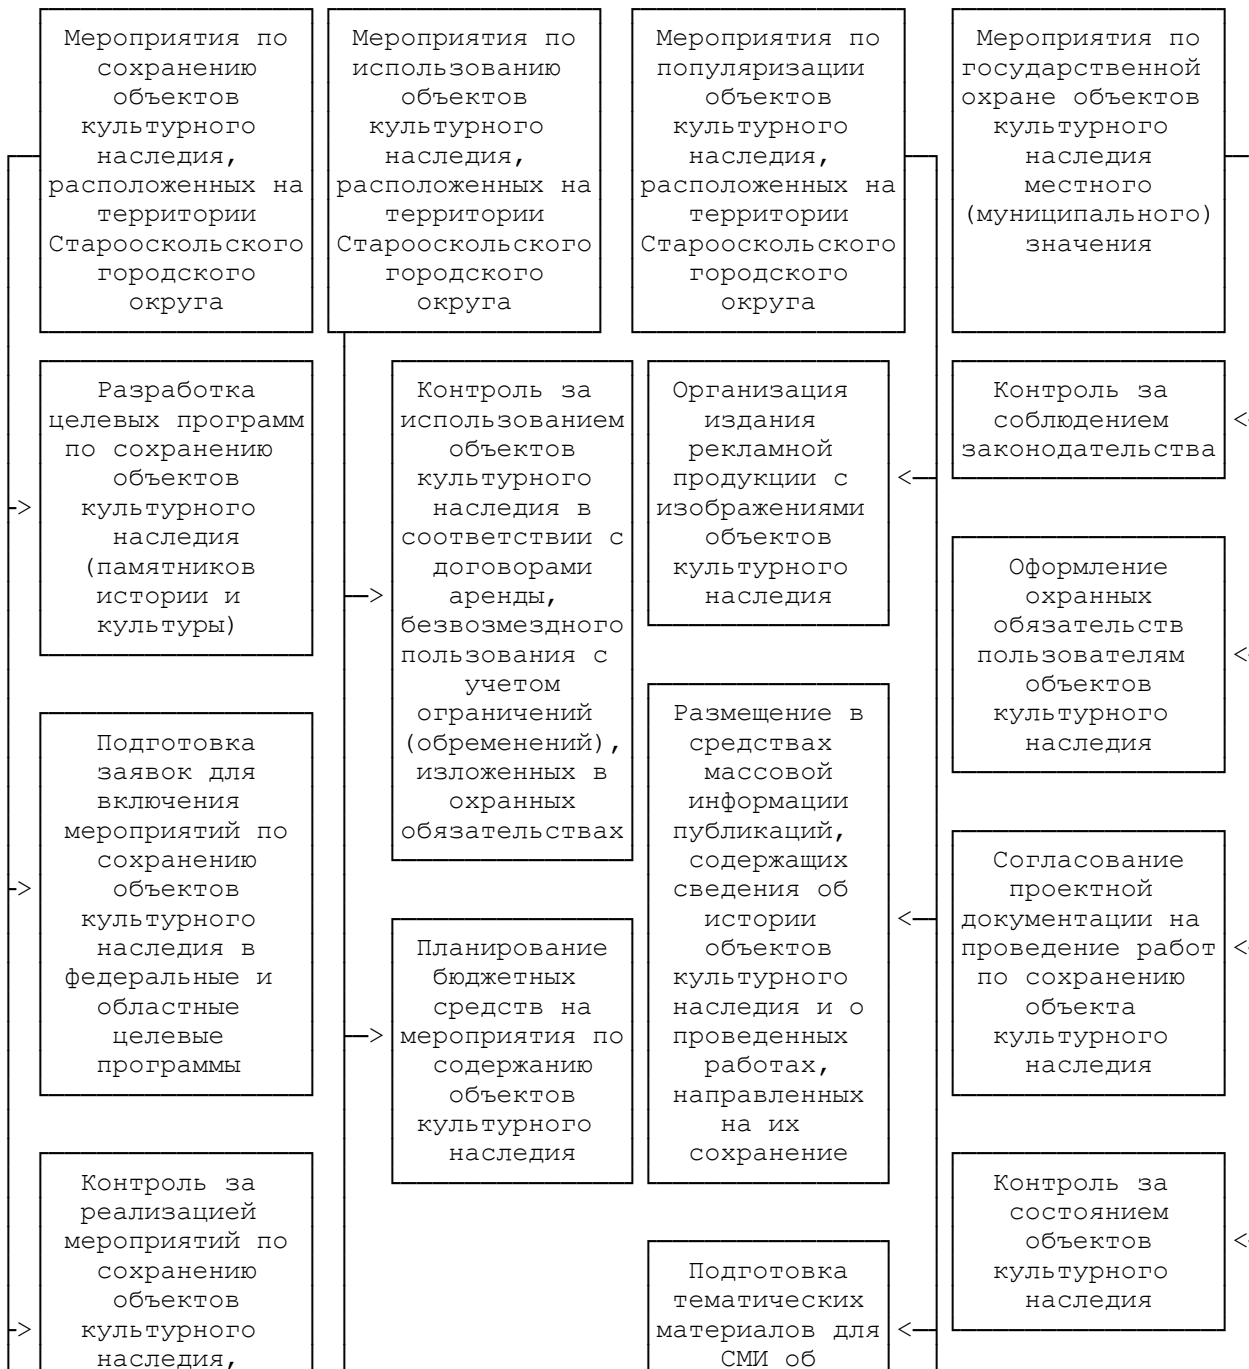 Мероприятия по
сохранению
объектов
культурного
наследия,
расположенных на
территории
Старооскольского
городского
округа
Мероприятия по
использованию
объектов
культурного
наследия,
расположенных на
территории
Старооскольского
городского
округа
Мероприятия по
популяризации
объектов
культурного
наследия,
расположенных на
территории
Старооскольского
городского
округа
Мероприятия по
государственной
охране объектов
культурного
наследия
местного
(муниципального)
значения
Разработка
целевых программ
по сохранению
объектов
культурного
наследия
(памятников
истории и
культуры)
Контроль за
использованием
объектов
культурного
наследия в
соответствии с
договорами
аренды,
безвозмездного
пользования с
учетом
ограничений
(обременений),
изложенных в
охранных
обязательствах
Организация
издания
рекламной
продукции с
изображениями
объектов
культурного
наследия
Контроль за
соблюдением
законодательства
Оформление
охранных
обязательств
пользователям
объектов
культурного
наследия
Подготовка
заявок для
включения
мероприятий по
сохранению
объектов
культурного
наследия в
федеральные и
областные
целевые
программы
Размещение в
средствах
массовой
информации
публикаций,
содержащих
сведения об
истории
объектов
культурного
наследия и о
проведенных
работах,
направленных
на их
сохранение
Согласование
проектной
документации на
проведение работ
по сохранению
объекта
культурного
наследия
Планирование
бюджетных
средств на
мероприятия по
содержанию
объектов
культурного
наследия
Контроль за
реализацией
мероприятий по
сохранению
объектов
культурного
наследия,
Подготовка
тематических
материалов для
СМИ об
Контроль за
состоянием
объектов
культурного
наследия